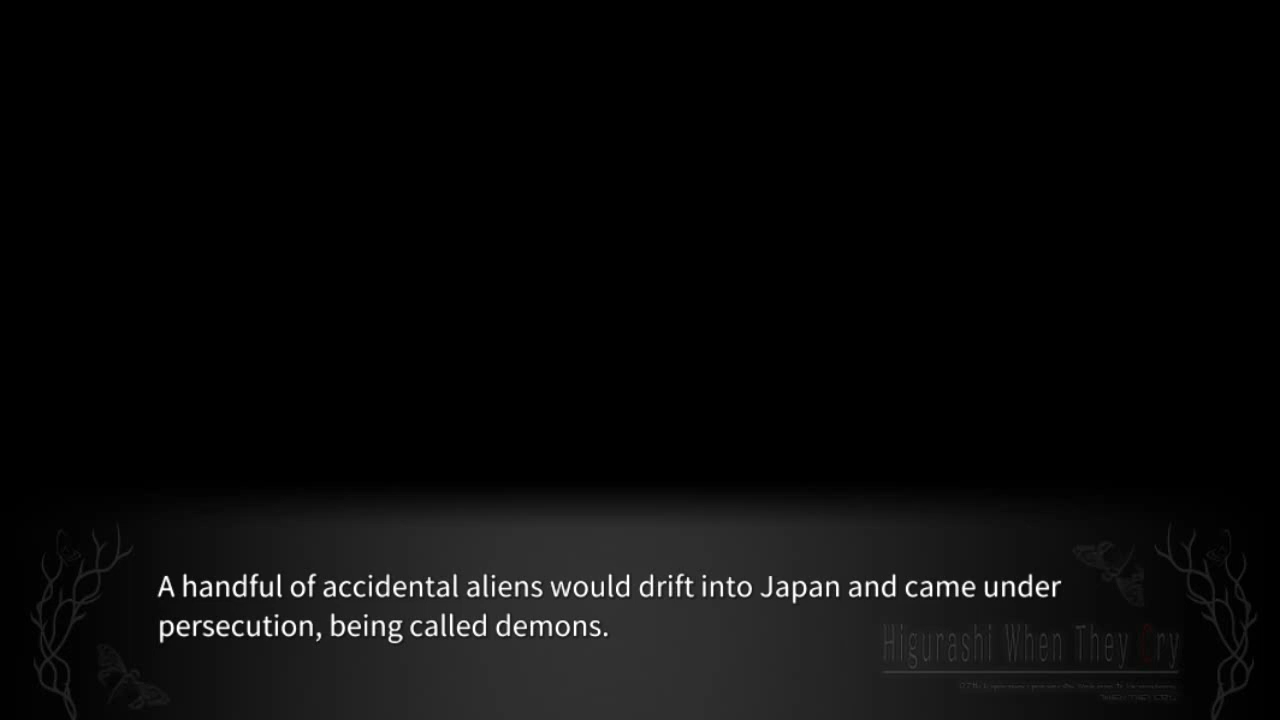 A handful of accidental aliens would drift into Japan and came under
persecution, being called demons.
Higurashi When They Cry